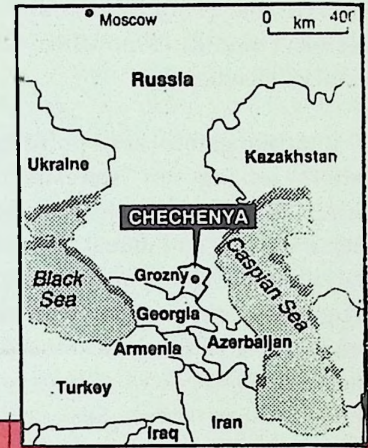 Moscow
0 400
km
Russia
Ukraine
Kazakhstan
CHECHENYA
Black
Sea
Caspian Sea
Grozny
Georgia
Armenia
Azerbaijan
Turkey
Iraq
Iran